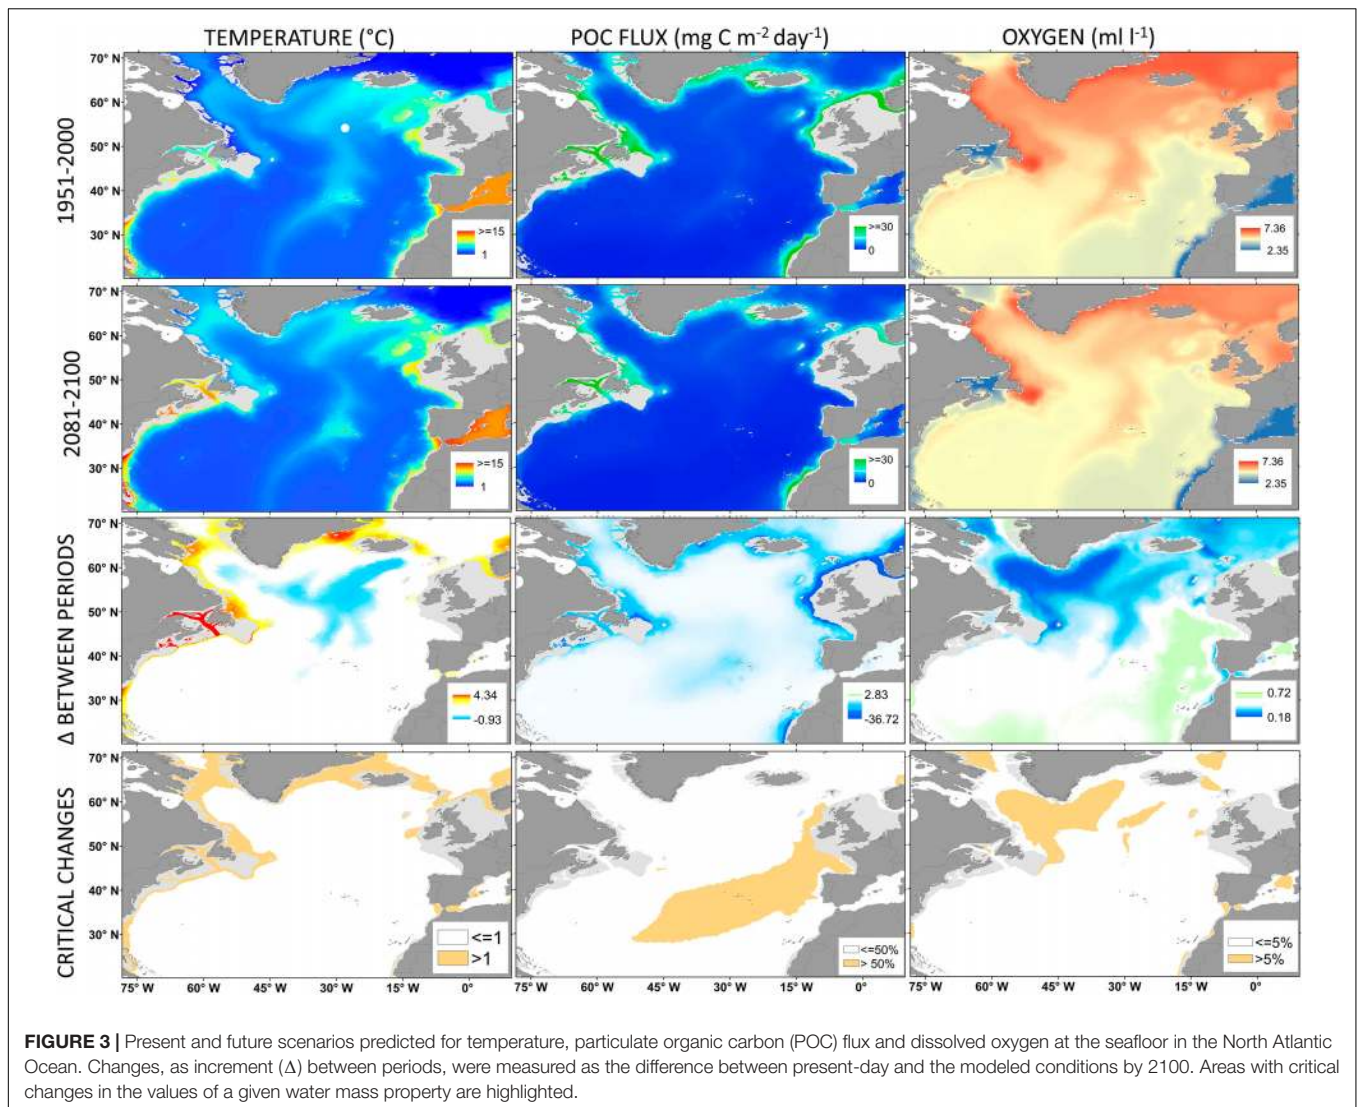 TEMPERATURE (°C)
POC FLUX (mg C m-2 day-1)
OXYGEN (ml l-1)
1951-2000
70° N
60° N
50° N
40° N
30° N
>=15
1
>=30
0
7.36
2.35
2081-2100
70° N
60° N
50° N
40° N
30° N
>=15
1
>=30
0
7.36
2.35
Δ BETWEEN PERIODS
70° N
60° N
50° N
40° N
30° N
4.34
-0.93
2.83
-36.72
0.72
0.18
CRITICAL CHANGES
70° N
60° N
50° N
40° N
30° N
<=1
>1
<=50%
> 50%
<=5%
>5%
75° W 60° W 45° W 30° W 15° W 0°
75° W 60° W 45° W 30° W 15° W 0°
75° W 60° W 45° W 30° W 15° W 0°
FIGURE 3 | Present and future scenarios predicted for temperature, particulate organic carbon (POC) flux and dissolved oxygen at the seafloor in the North Atlantic
Ocean. Changes, as increment (Δ) between periods, were measured as the difference between present-day and the modeled conditions by 2100. Areas with critical
changes in the values of a given water mass property are highlighted.